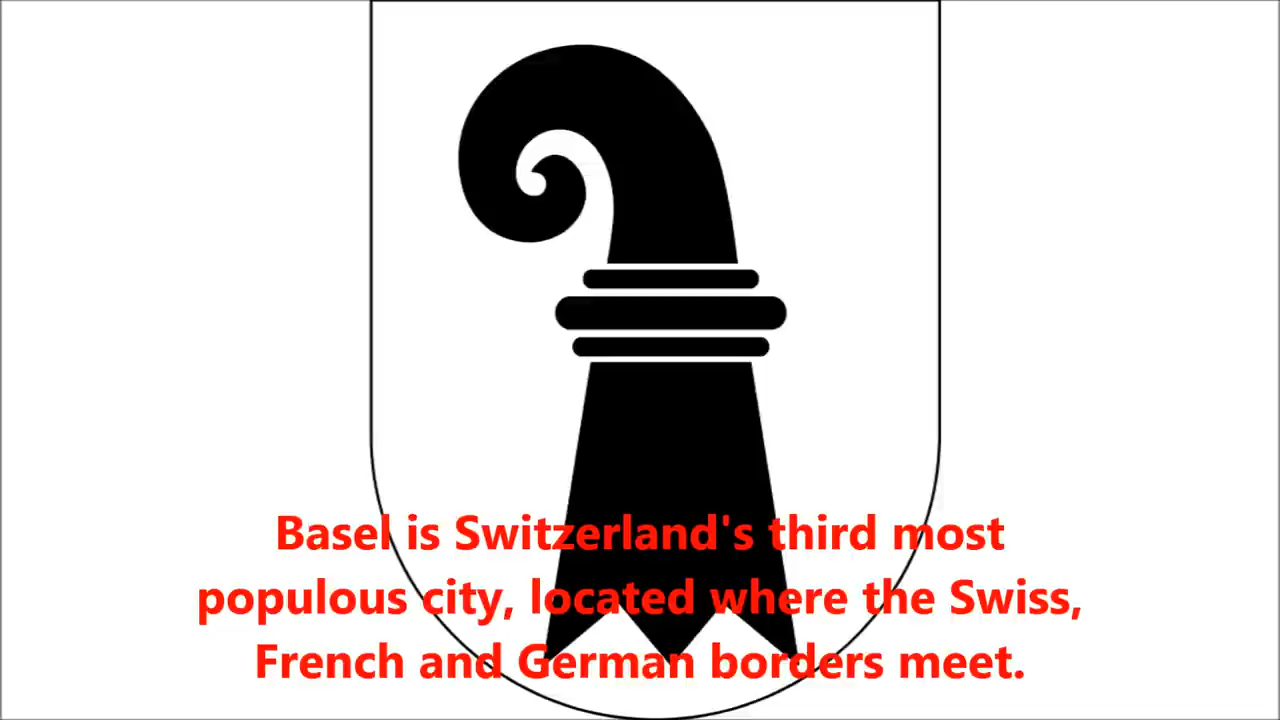 Basel is Switzerland's third most
populous city, located where the Swiss,
French and German borders meet.